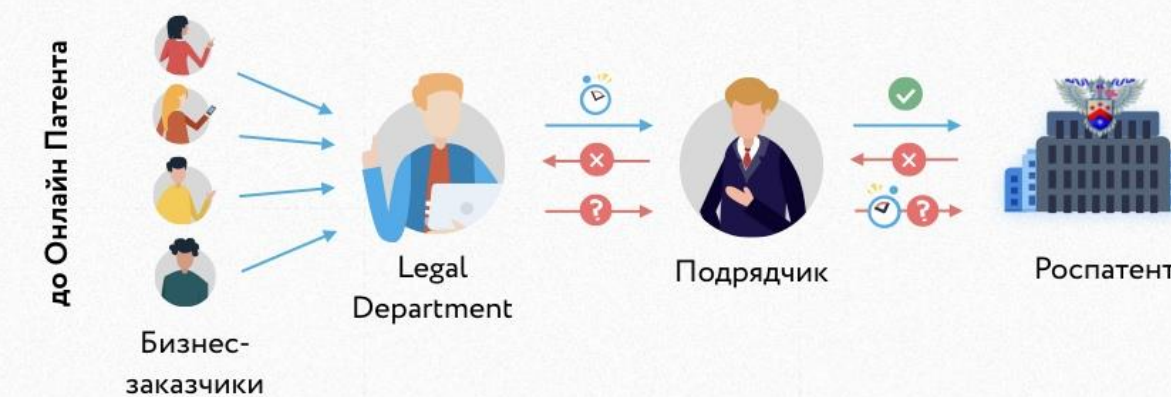 до Онлайн Патента
Legal
Department
Подрядчик
Роспатент
Бизнес-
заказчики